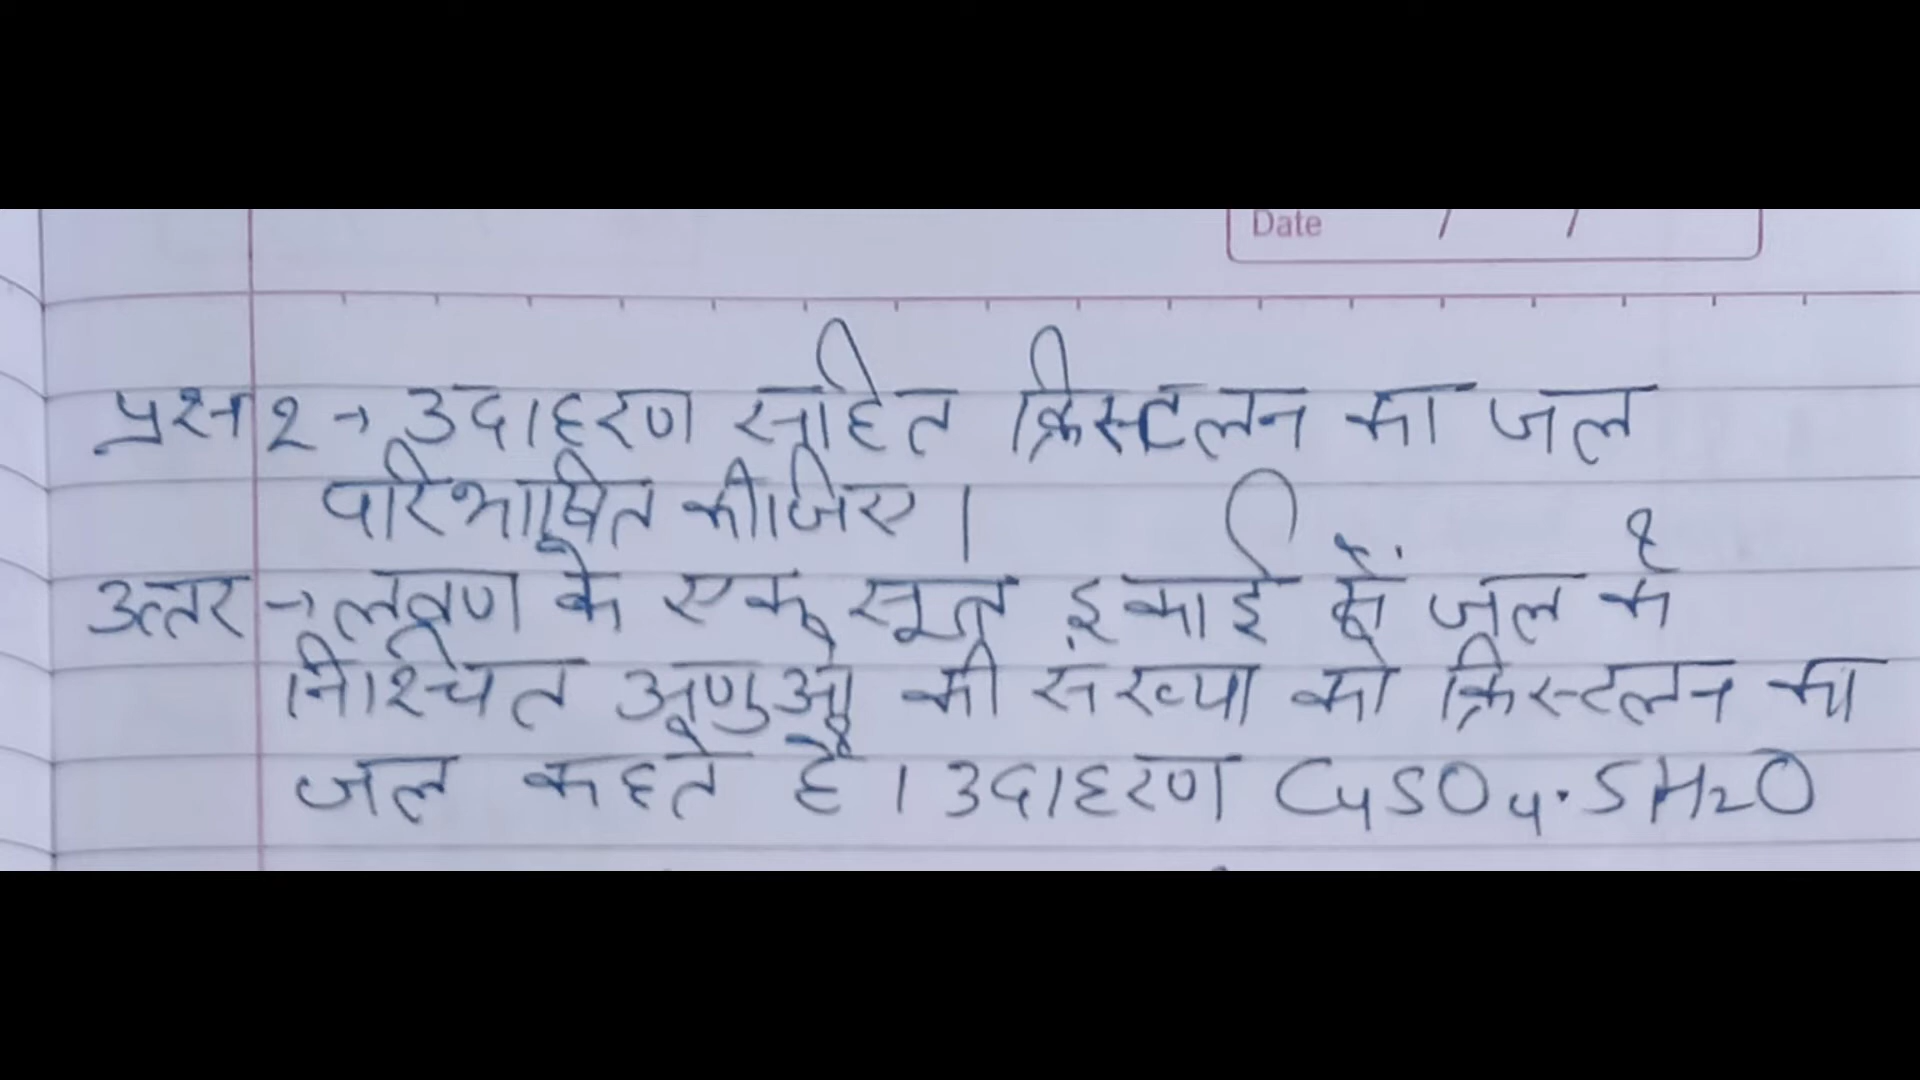 Date / /
प्रश्न 2 → उदाहरण सहित क्रिस्टलन का जल
परिभाषित कीजिए ।
उत्तर → लवण के एक सूत्र इकाई में जल के
निश्चित अणुओं की संख्या को क्रिस्टलन का
जल कहते हैं । उदाहरण CuSO4.5H2O